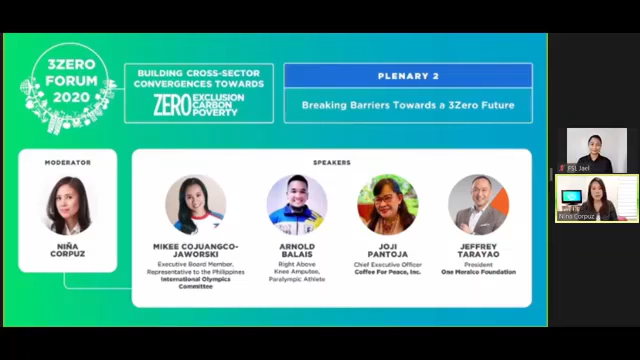 3ZERO
FORUM
2020
BUILDING CROSS-SECTOR
CONVERGENCES TOWARDS
ZERO EXCLUSION
CARBON
POVERTY
PLENARY 2
Breaking Barriers Towards a 3Zero Future
MODERATOR
NIÑA
CORPUZ
SPEAKERS
MIKEE COJUANGCO-
JAWORSKI
Executive Board Member,
Representative to the Philippines
International Olympics
Committee
ARNOLD
BALAIS
Right Above
Knee Amputee,
Paralympic Athlete
JOJI
PANTOJA
Chief Executive Officer
Coffee For Peace, Inc.
JEFFREY
TARAYAO
President
One Meralco Foundation
FSL Jael
Nina Corpuz